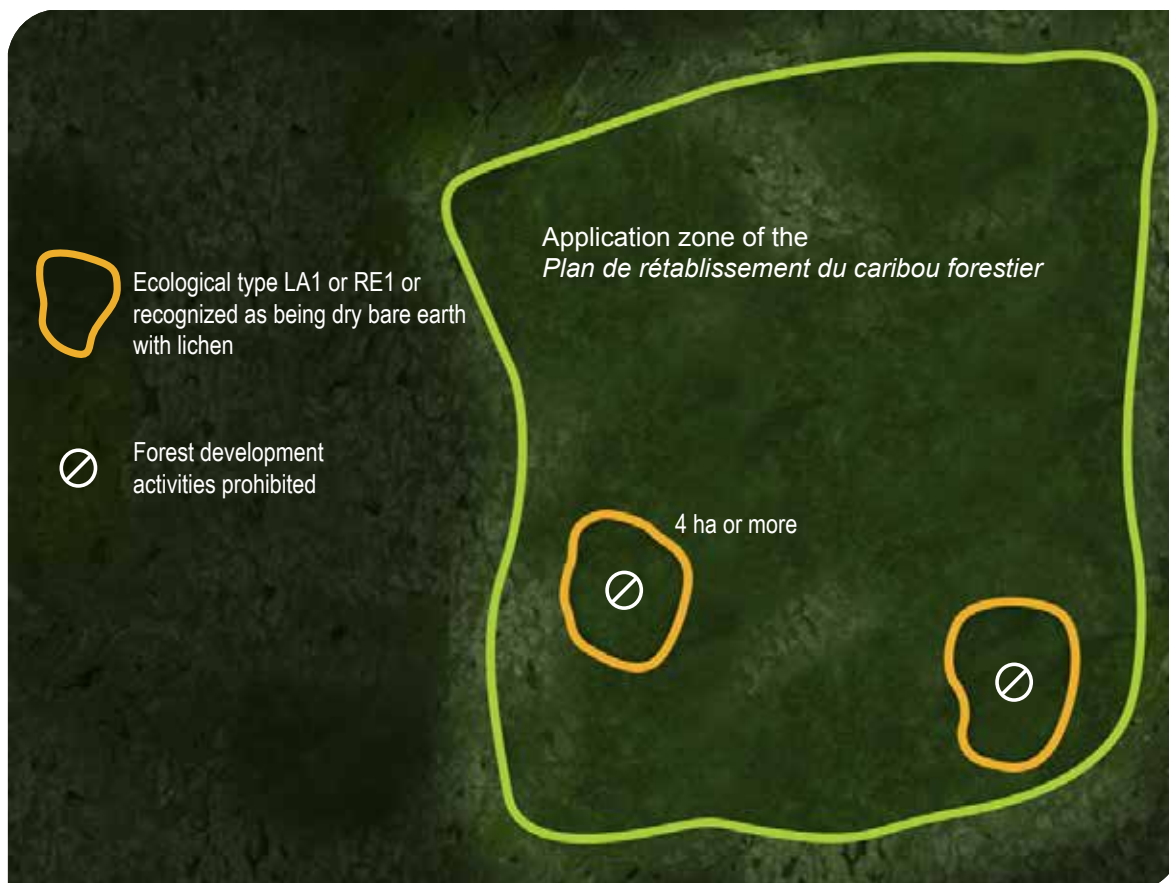 Application zone of the
Plan de rétablissement du caribou forestier
Ecological type LA1 or RE1 or
recognized as being dry bare earth
with lichen
Forest development
activities prohibited
4 ha or more